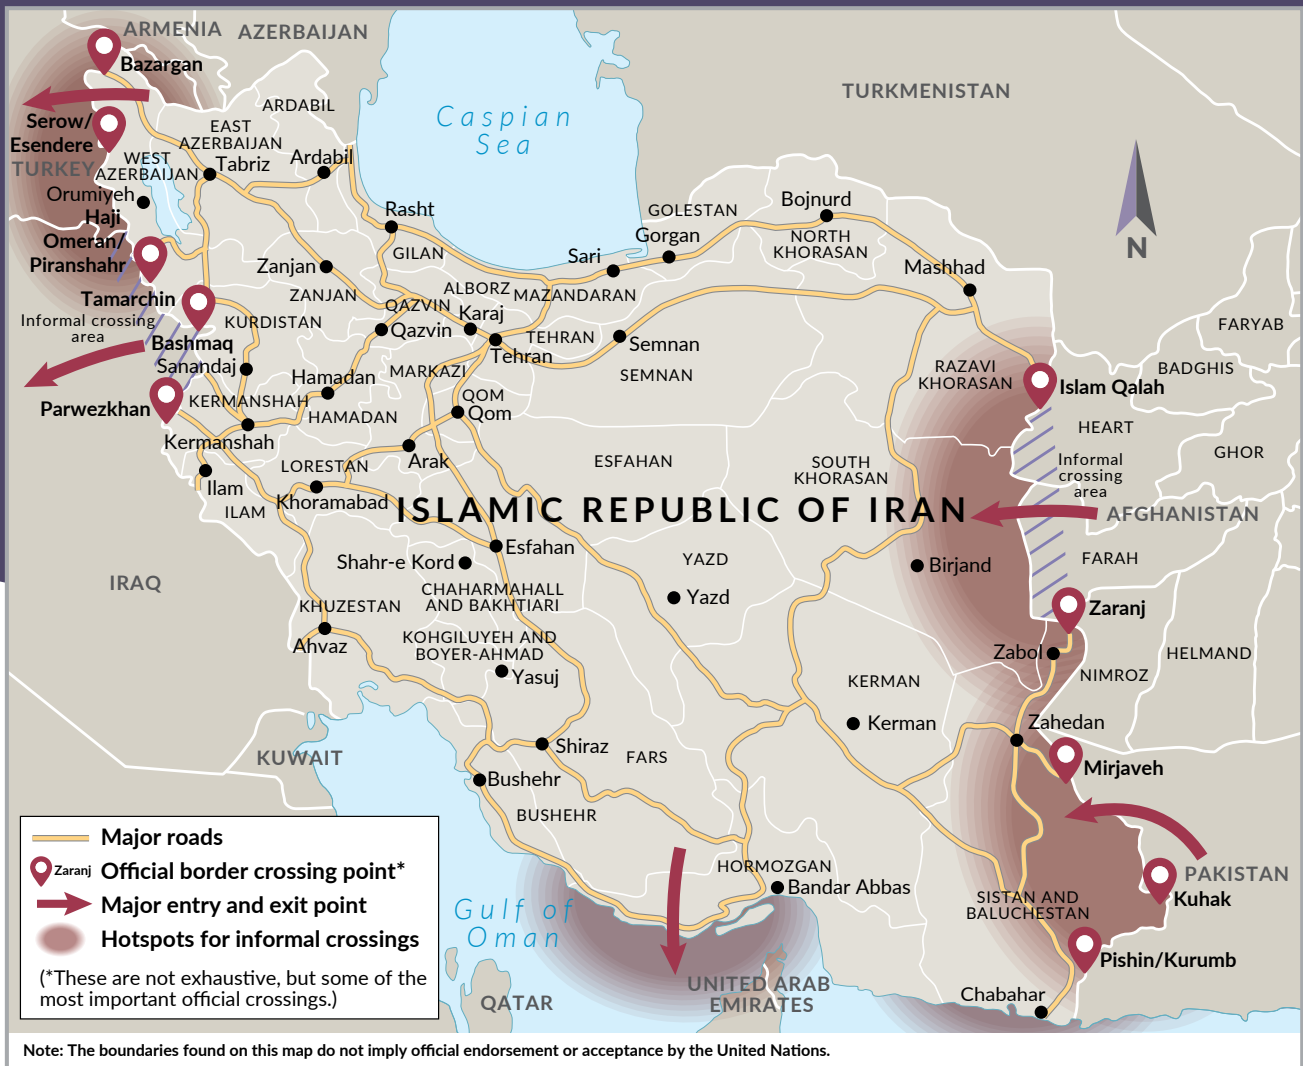 ARMENIA
AZERBAIJAN
Bazargan
TURKMENISTAN
Caspian
Sea
ARDABIL
Serow/
Esendere
TURKEY
EAST
AZERBAIJAN
WEST
AZERBAIJAN
Tabriz
Ardabil
Orumiyeh
Haji
Omeran/
Piranshahr
Rasht
GILAN
GOLESTAN
Gorgan
Bojnurd
NORTH
KHORASAN
Sari
Mashhad
N
Zanjan
ZANJAN
Tamarchin
Informal crossing
area
KURDISTAN
Bashmaq
Sanandaj
QAZVIN
Qazvin
ALBORZ
Karaj
MAZANDARAN
TEHRAN
Tehran
Semnan
SEMNAN
MARKAZI
Hamadan
HAMADAN
KERMANSHAH
Parwezkhan
Kermanshah
QOM
Qom
RAZAVI
KHORASAN
Islam Qalah
FARYAB
BADGHIS
HEART
GHOR
Informal
crossing
area
AFGHANISTAN
FARAH
Arak
LORESTAN
Khoramabad
Ilam
ILAM
ESFAHAN
SOUTH
KHORASAN
ISLAMIC REPUBLIC OF IRAN
Esfahan
Shahr-e Kord
CHAHARMAHALL
AND BAKHTIARI
YAZD
Yazd
Birjand
Zaranj
IRAQ
KHUZESTAN
Ahvaz
KOHGILUYEH AND
BOYER-AHMAD
Yasuj
Zabol
NIMROZ
HELMAND
KERMAN
Kerman
Zahedan
Mirjaveh
KUWAIT
Shiraz
FARS
Bushehr
BUSHEHR
HORMOZGAN
Bandar Abbas
SISTAN AND
BALUCHESTAN
PAKISTAN
Kuhak
Pishin/Kurumb
Chabahar
Gulf of
Oman
QATAR
UNITED ARAB
EMIRATES
Major roads
Zaranj
Official border crossing point*
Major entry and exit point
Hotspots for informal crossings
(*These are not exhaustive, but some of the
most important official crossings.)
Note: The boundaries found on this map do not imply official endorsement or acceptance by the United Nations.